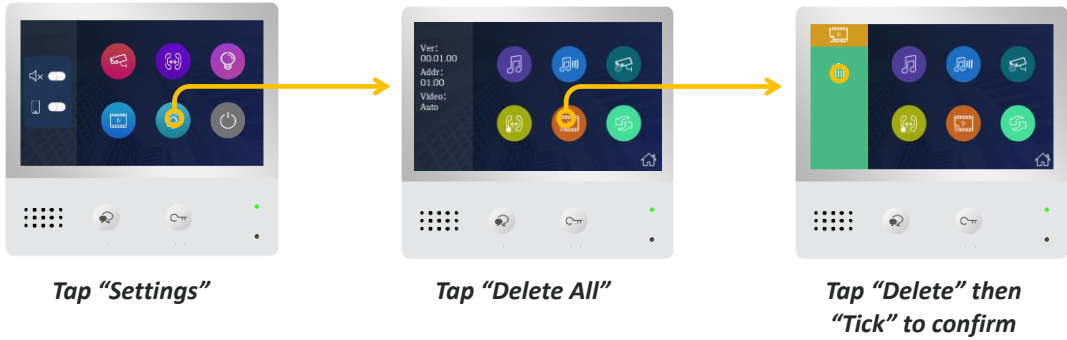 Ver:
00.01.00
Addr:
01.00
Video:
Auto
Tap “Settings”
Tap “Delete All”
Tap “Delete” then
“Tick” to confirm